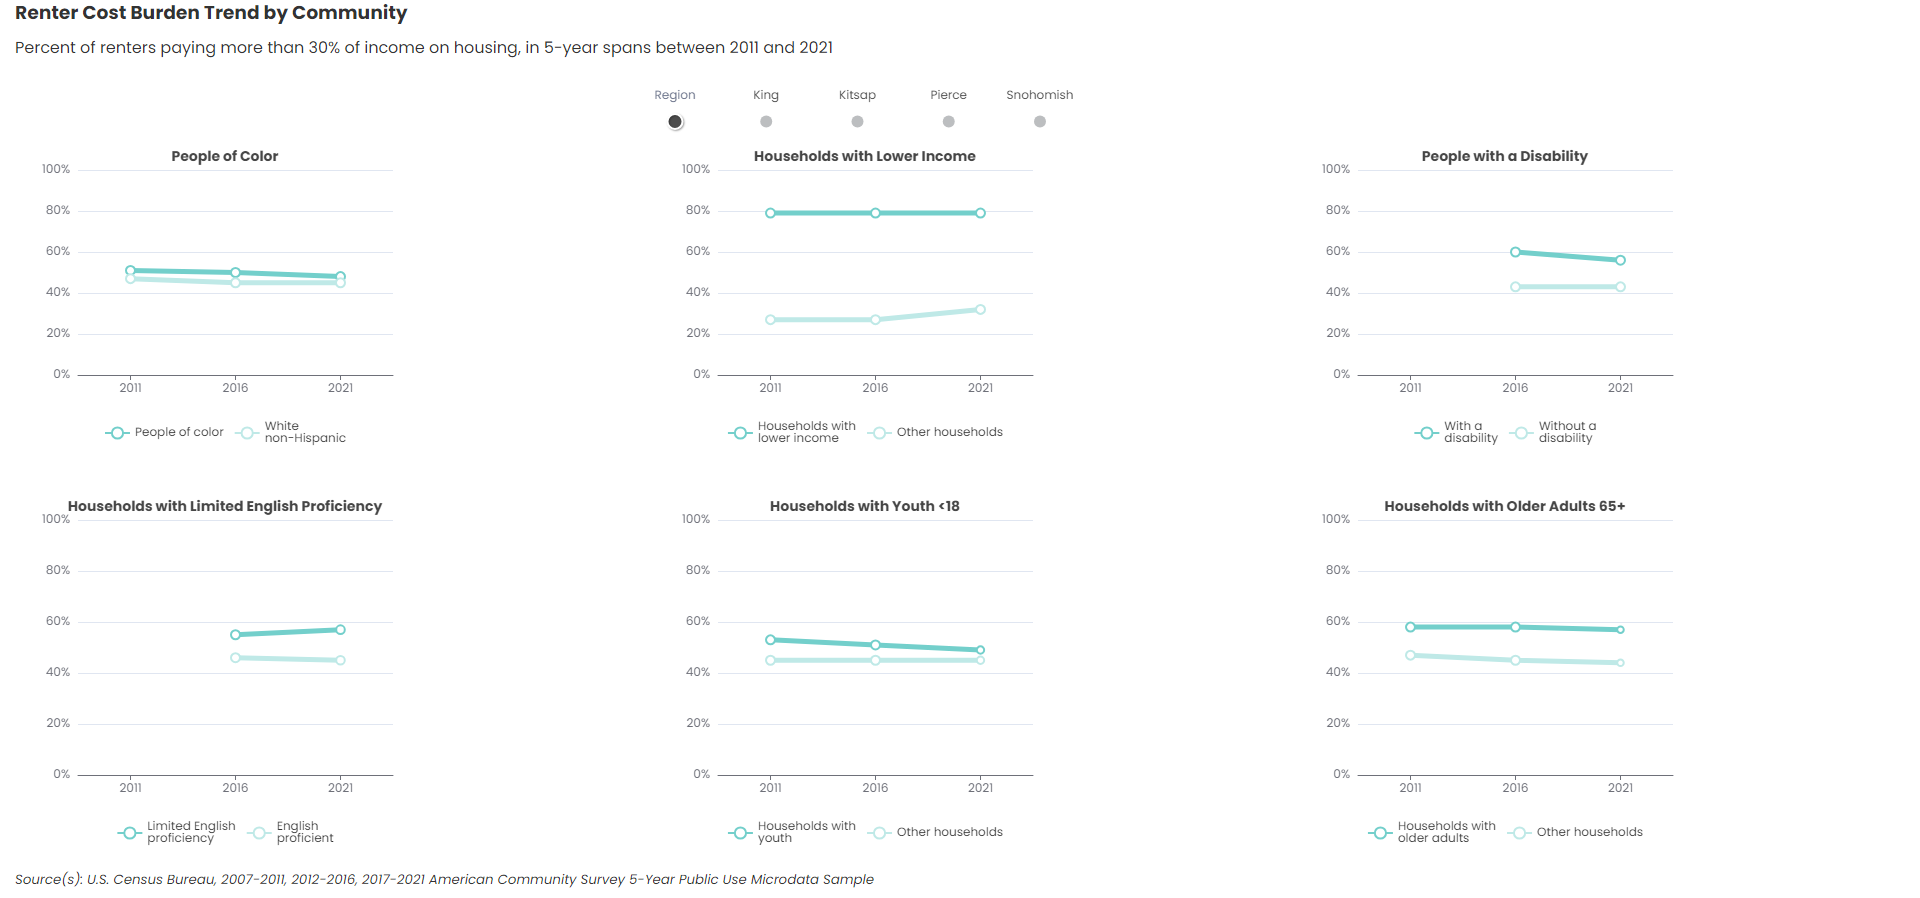 Renter Cost Burden Trend by Community
Percent of renters paying more than 30% of income on housing, in 5-year spans between 2011 and 2021
Region King Kitsap Pierce Snohomish
People of Color
100%
80%
60%
40%
20%
0%
2011 2016 2021
People of color
White
non-Hispanic
Households with Lower Income
100%
80%
60%
40%
20%
0%
2011 2016 2021
Households with
lower income
Other households
People with a Disability
100%
80%
60%
40%
20%
0%
2011 2016 2021
With a
disability
Without a
disability
Households with Limited English Proficiency
100%
80%
60%
40%
20%
0%
2011 2016 2021
Limited English
proficiency
English
proficient
Households with Youth <18
100%
80%
60%
40%
20%
0%
2011 2016 2021
Households with
youth
Other households
Households with Older Adults 65+
100%
80%
60%
40%
20%
0%
2011 2016 2021
Households with
older adults
Other households
Source(s): U.S. Census Bureau, 2007-2011, 2012-2016, 2017-2021 American Community Survey 5-Year Public Use Microdata Sample